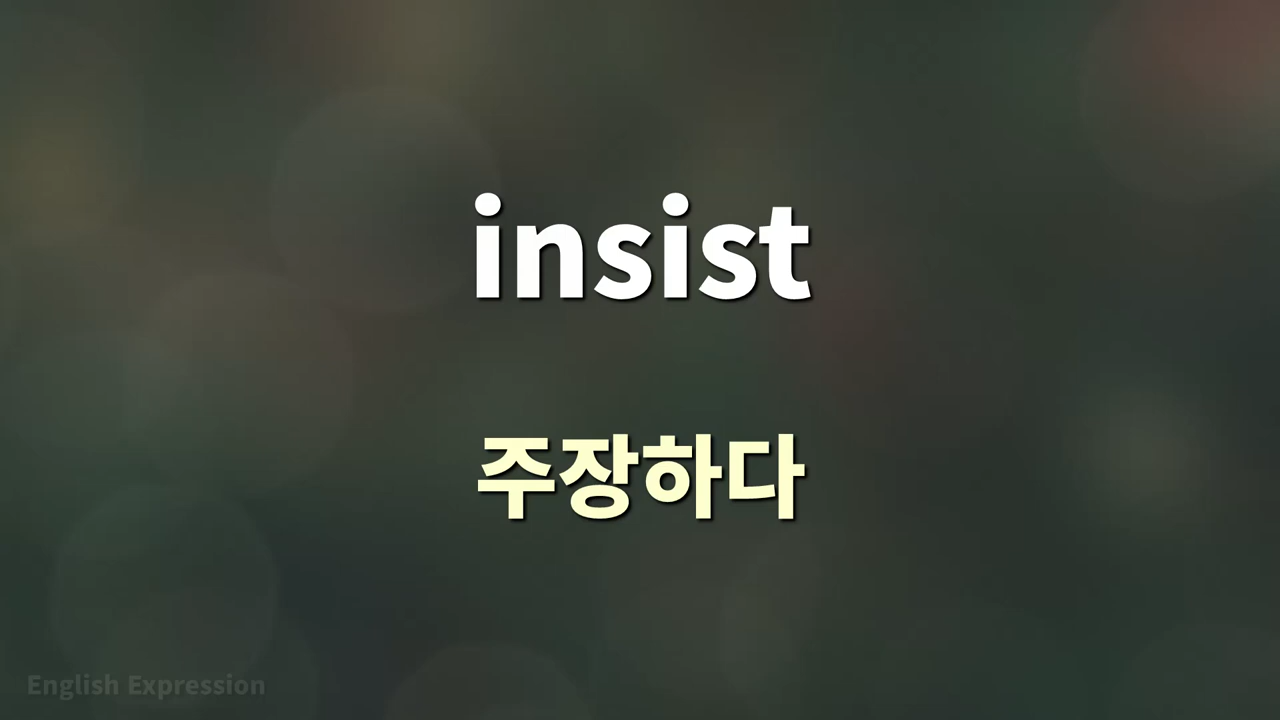 insist
주장하다
English Expression